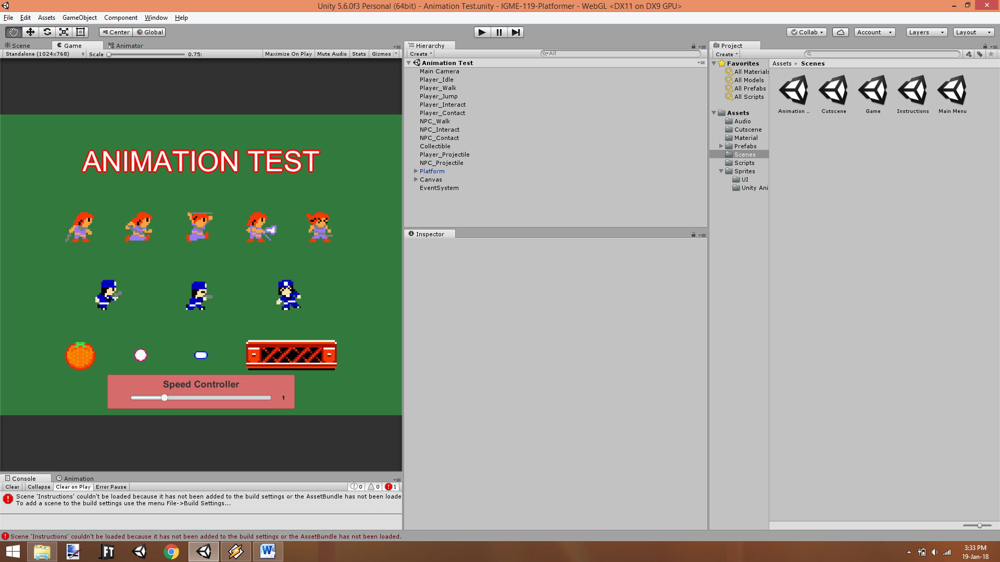 Unity 5.6.0f3 Personal (64bit) - Animation Test.unity - IGME-119-Platformer - WebGL <DX11 on DX9 GPU>
File Edit Assets GameObject Component Window Help
Center Global Collab Account Layers Layout
Scene Game Animator
Standalone (1024x768) Scale 0.75: Maximize On Play Mute Audio Stats Gizmos
ANIMATION TEST
Speed Controller
1
Console Animation
Clear Collapse Clear on Play Error Pause 0 0 1
Scene 'Instructions' couldn't be loaded because it has not been added to the build settings or the AssetBundle has not been loade
To add a scene to the build settings use the menu File->Build Settings...
Hierarchy
Create All
Animation Test
Main Camera
Player_Idle
Player_Walk
Player_Jump
Player_Interact
Player_Contact
NPC_Walk
NPC_Interact
NPC_Contact
Collectible
Player_Projectile
NPC_Projectile
Platform
Canvas
EventSystem
Inspector
Project
Create
Favorites
All Materials
All Models
All Prefabs
All Scripts
Assets
Audio
Cutscene
Material
Prefabs
Scenes
Scripts
Sprites
UI
Unity Ani
Assets Scenes
Animation ... Cutscene Game Instructions Main Menu
Scene 'Instructions' couldn't be loaded because it has not been added to the build settings or the AssetBundle has not been loaded.
FT W
3:33 PM
19-Jan-18